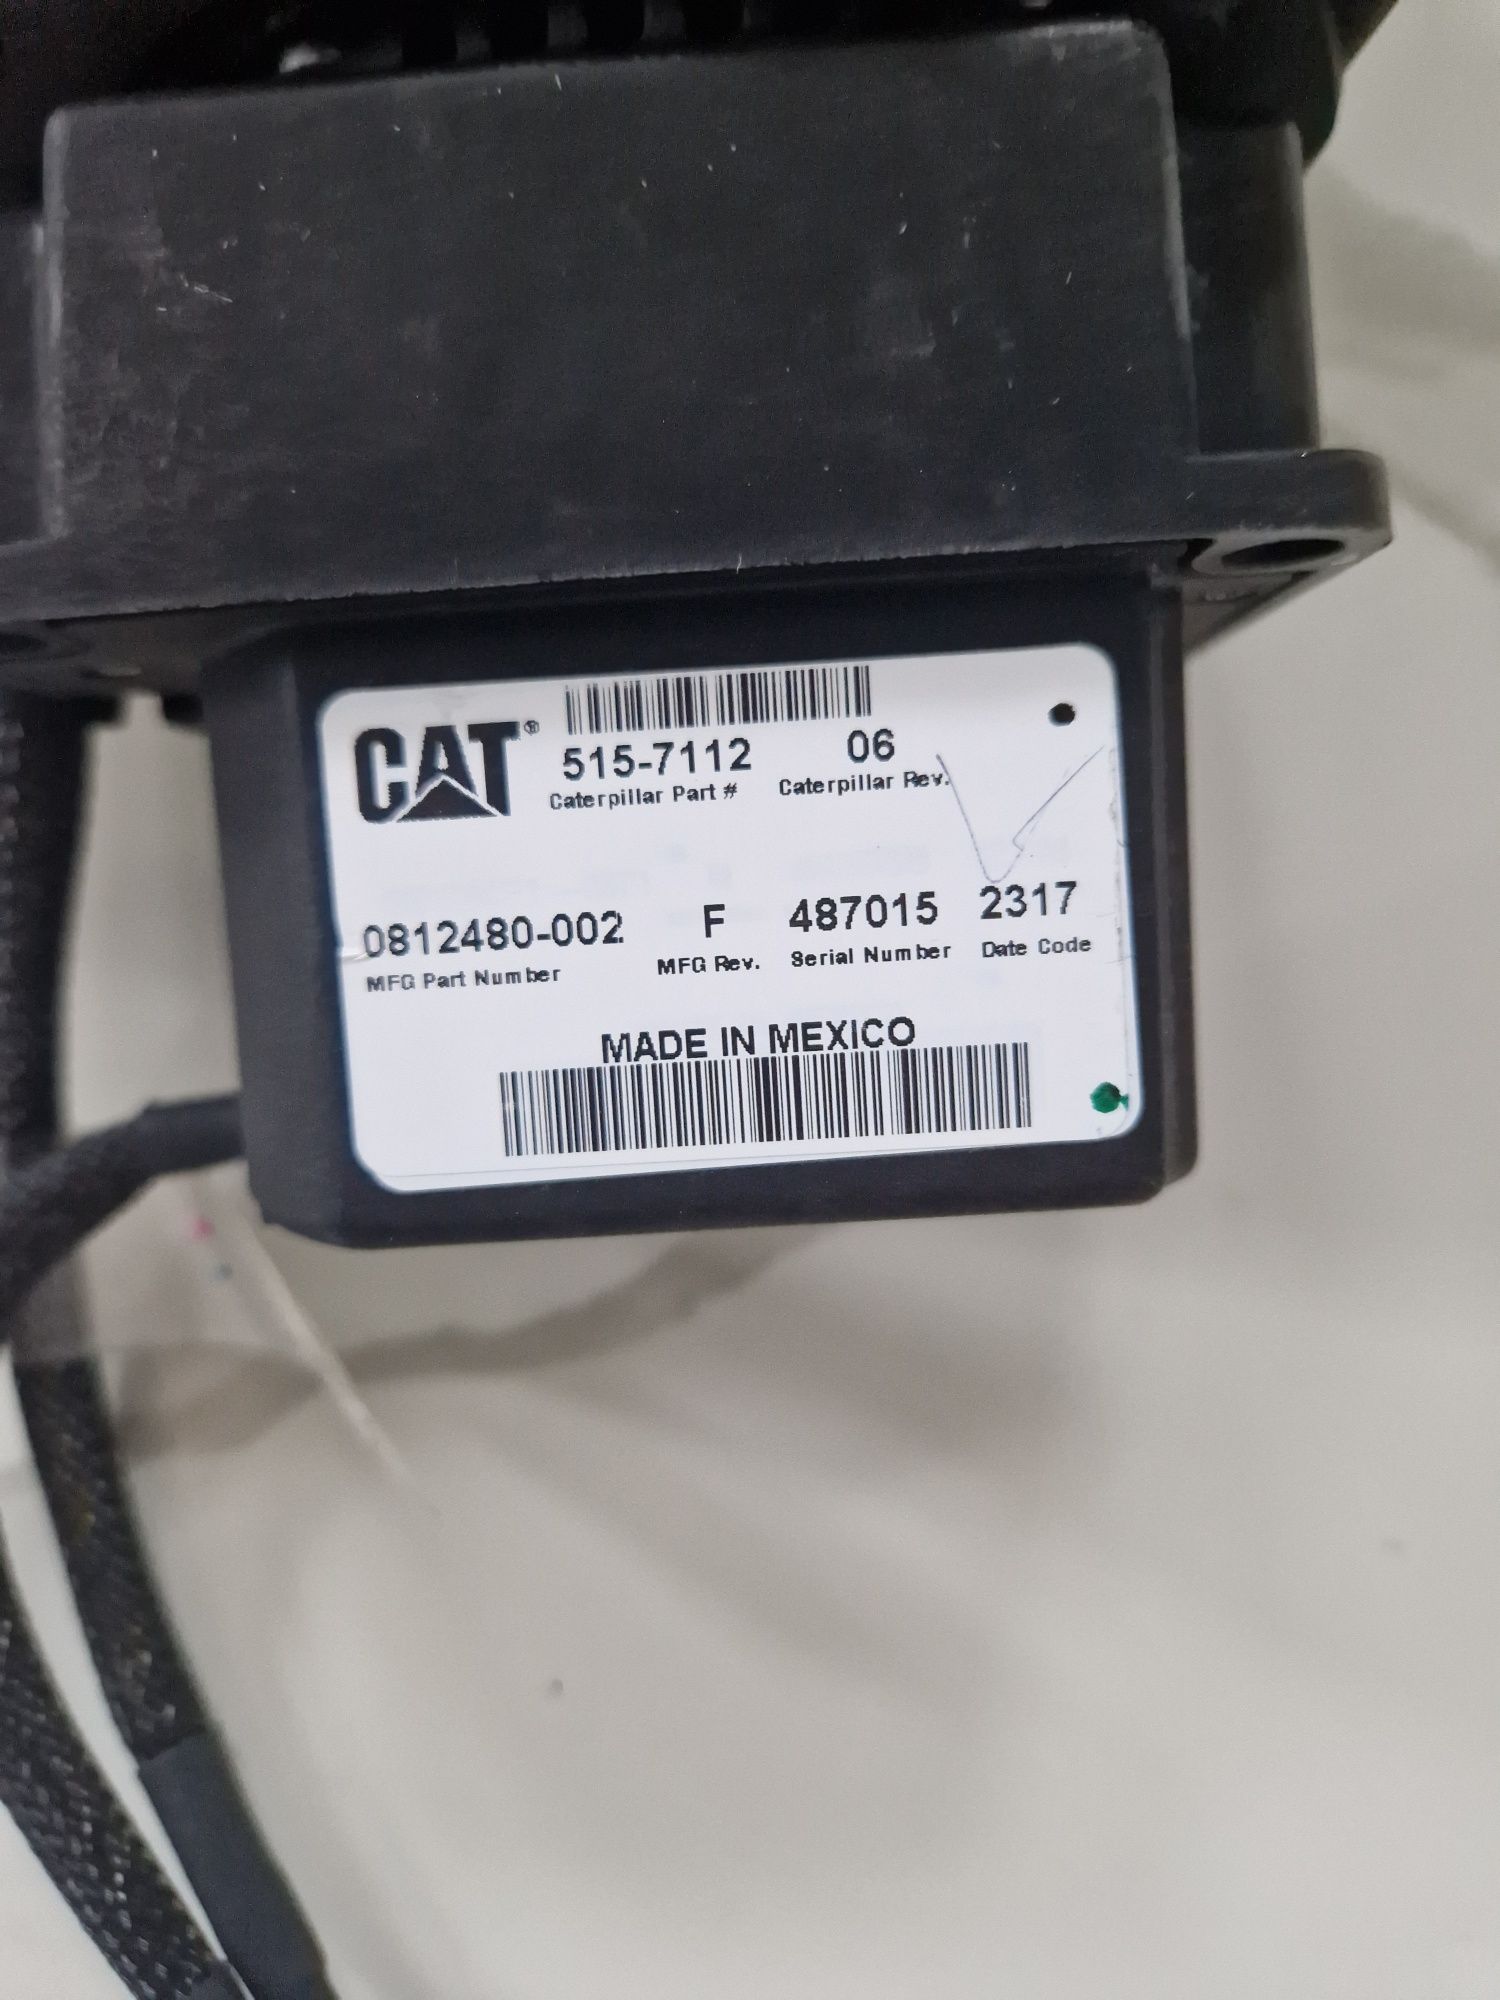 CAT®
515-7112 06
Caterpillar Part # Caterpillar Rev.
0812480-002 F 487015 2317
MFG Part Number MFG Rev. Serial Number Date Code
MADE IN MEXICO